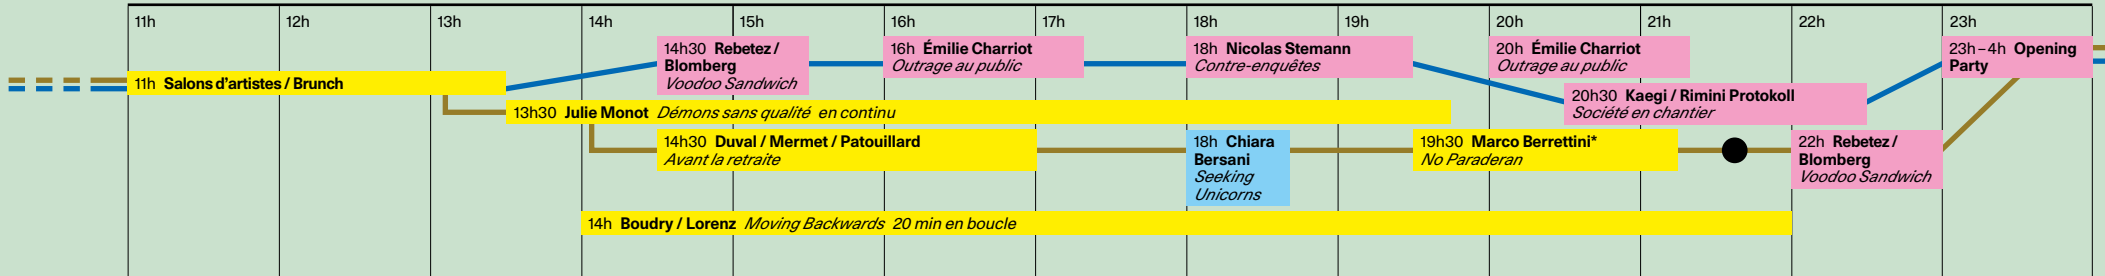 11h
12h
13h
14h
15h
16h
17h
18h
19h
20h
21h
22h
23h
14h30 Rebetez /
Blomberg
Voodoo Sandwich
16h Émilie Charriot
Outrage au public
18h Nicolas Stemann
Contre-enquêtes
20h Émilie Charriot
Outrage au public
23h–4h Opening
Party
11h Salons d'artistes / Brunch
20h30 Kaegi / Rimini Protokoll
Société en chantier
13h30 Julie Monot Démons sans qualité en continu
14h30 Duval / Mermet / Patouillard
Avant la retraite
18h Chiara
Bersani
Seeking
Unicorns
19h30 Marco Berrettini*
No Paraderan
22h Rebetez /
Blomberg
Voodoo Sandwich
14h Boudry / Lorenz Moving Backwards 20 min en boucle